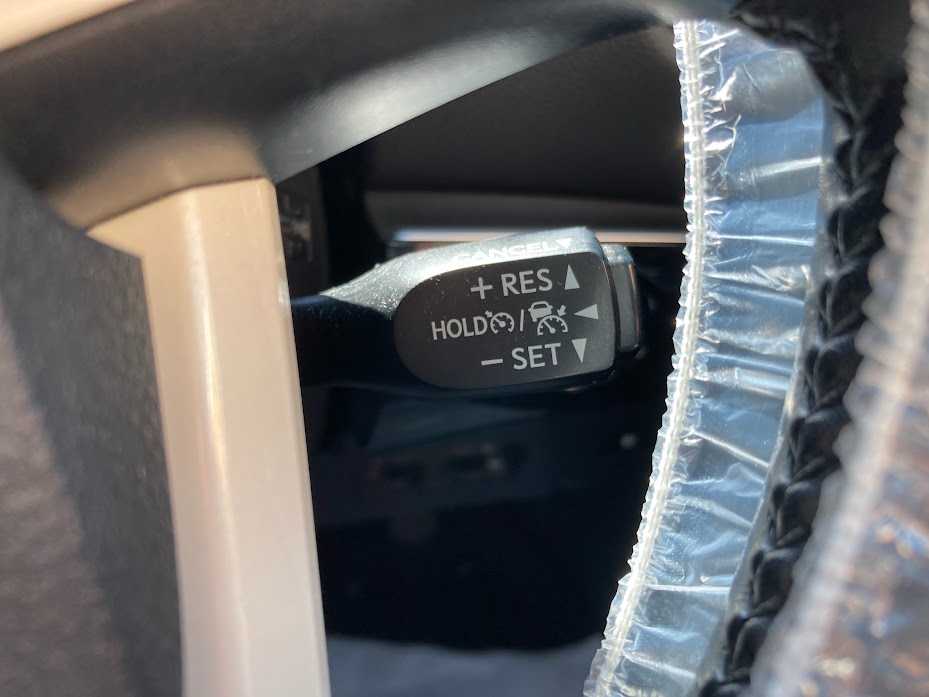 CANCEL▼
+ RES ▲
HOLD / ◀
− SET ▼